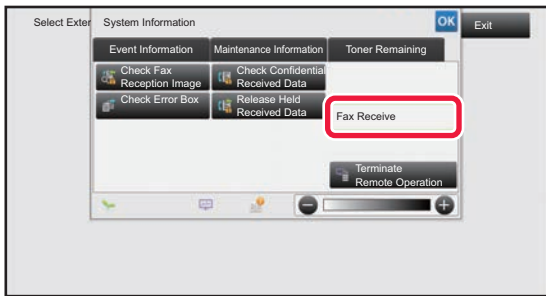 Select Exter
System Information
OK
Exit
Event Information
Maintenance Information
Toner Remaining
Check Fax
Reception Image
Check Confidential
Received Data
Check Error Box
Release Held
Received Data
Fax Receive
Terminate
Remote Operation